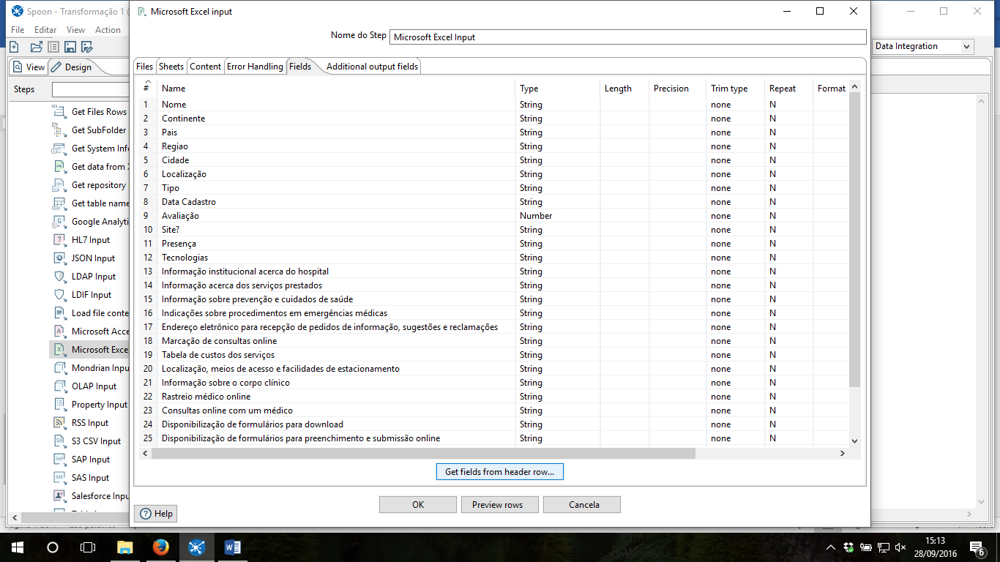 Spoon - Transformação 1 (
Microsoft Excel input
File Editar View Action
Nome do Step Microsoft Excel Input
Data Integration
View Design
Files Sheets Content Error Handling Fields Additional output fields
Steps
# Name Type Length Precision Trim type Repeat Format
1 Nome String none N
2 Continente String none N
3 Pais String none N
4 Regiao String none N
5 Cidade String none N
6 Localização String none N
7 Tipo String none N
8 Data Cadastro String none N
9 Avaliação Number none N
10 Site? String none N
11 Presença String none N
12 Tecnologias String none N
13 Informação institucional acerca do hospital String none N
14 Informação acerca dos serviços prestados String none N
15 Informação sobre prevenção e cuidados de saúde String none N
16 Indicações sobre procedimentos em emergências médicas String none N
17 Endereço eletrônico para recepção de pedidos de informação, sugestões e reclamações String none N
18 Marcação de consultas online String none N
19 Tabela de custos dos serviços String none N
20 Localização, meios de acesso e facilidades de estacionamento String none N
21 Informação sobre o corpo clínico String none N
22 Rastreio médico online String none N
23 Consultas online com um médico String none N
24 Disponibilização de formulários para download String none N
25 Disponibilização de formulários para preenchimento e submissão online String none N
Get fields from header row...
OK Preview rows Cancela
Help
Get Files Rows
Get SubFolder
Get System Inf
Get data from
Get repository
Get table name
Google Analyti
HL7 Input
JSON Input
LDAP Input
LDIF Input
Load file conte
Microsoft Acce
Microsoft Exce
Mondrian Inpu
OLAP Input
Property Input
RSS Input
S3 CSV Input
SAP Input
SAS Input
Salesforce Inpu
15:13
28/09/2016
6